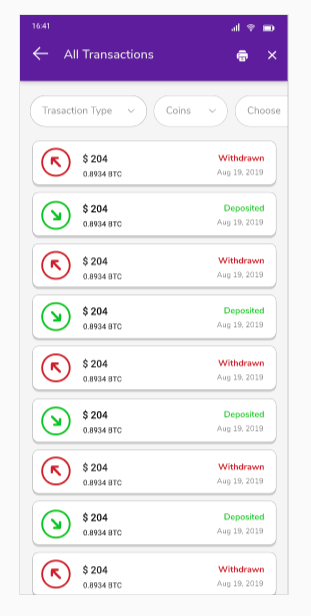 16:41
All Transactions
Trasaction Type
Coins
Choose
$ 204
Withdrawn
0.8934 BTC
Aug 19, 2019
$ 204
Deposited
0.8934 BTC
Aug 19, 2019
$ 204
Withdrawn
0.8934 BTC
Aug 19, 2019
$ 204
Deposited
0.8934 BTC
Aug 19, 2019
$ 204
Withdrawn
0.8934 BTC
Aug 19, 2019
$ 204
Deposited
0.8934 BTC
Aug 19, 2019
$ 204
Withdrawn
0.8934 BTC
Aug 19, 2019
$ 204
Deposited
0.8934 BTC
Aug 19, 2019
$ 204
Withdrawn
0.8934 BTC
Aug 19, 2019